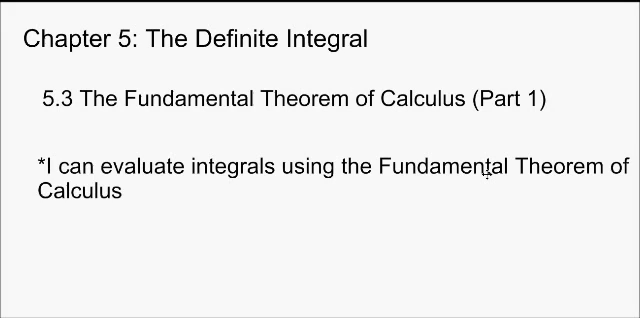 Chapter 5: The Definite Integral
5.3 The Fundamental Theorem of Calculus (Part 1)
*I can evaluate integrals using the Fundamental Theorem of
Calculus